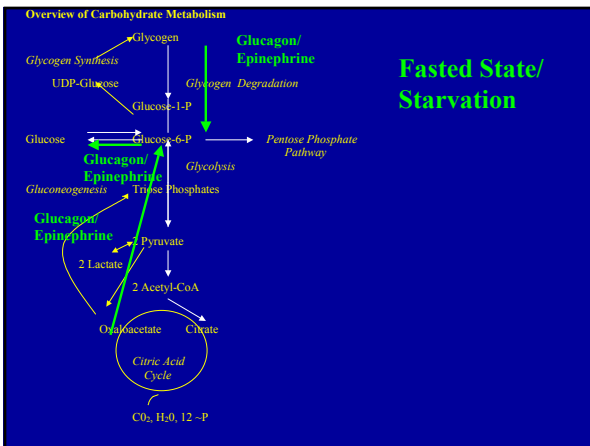 Overview of Carbohydrate Metabolism
Glycogen
Glucagon/
Epinephrine
Fasted State/
Starvation
Glycogen Synthesis
UDP-Glucose
Glycogen Degradation
Glucose-1-P
Glucose
Glucose-6-P
Pentose Phosphate
Pathway
Glucagon/
Epinephrine
Glycolysis
Gluconeogenesis
Triose Phosphates
Glucagon/
Epinephrine
2 Pyruvate
2 Lactate
2 Acetyl-CoA
Oxaloacetate
Citrate
Citric Acid
Cycle
C0₂, H₂0, 12 ~P